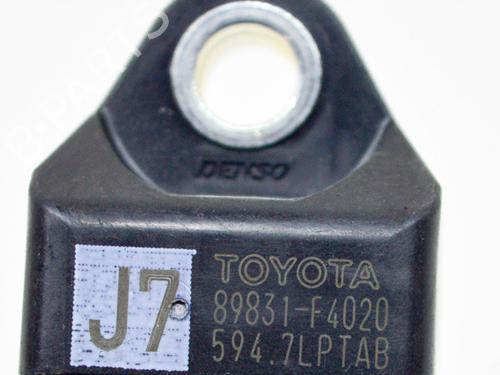 DENSO
J7
TOYOTA
89831-F4020
594.7LPTAB